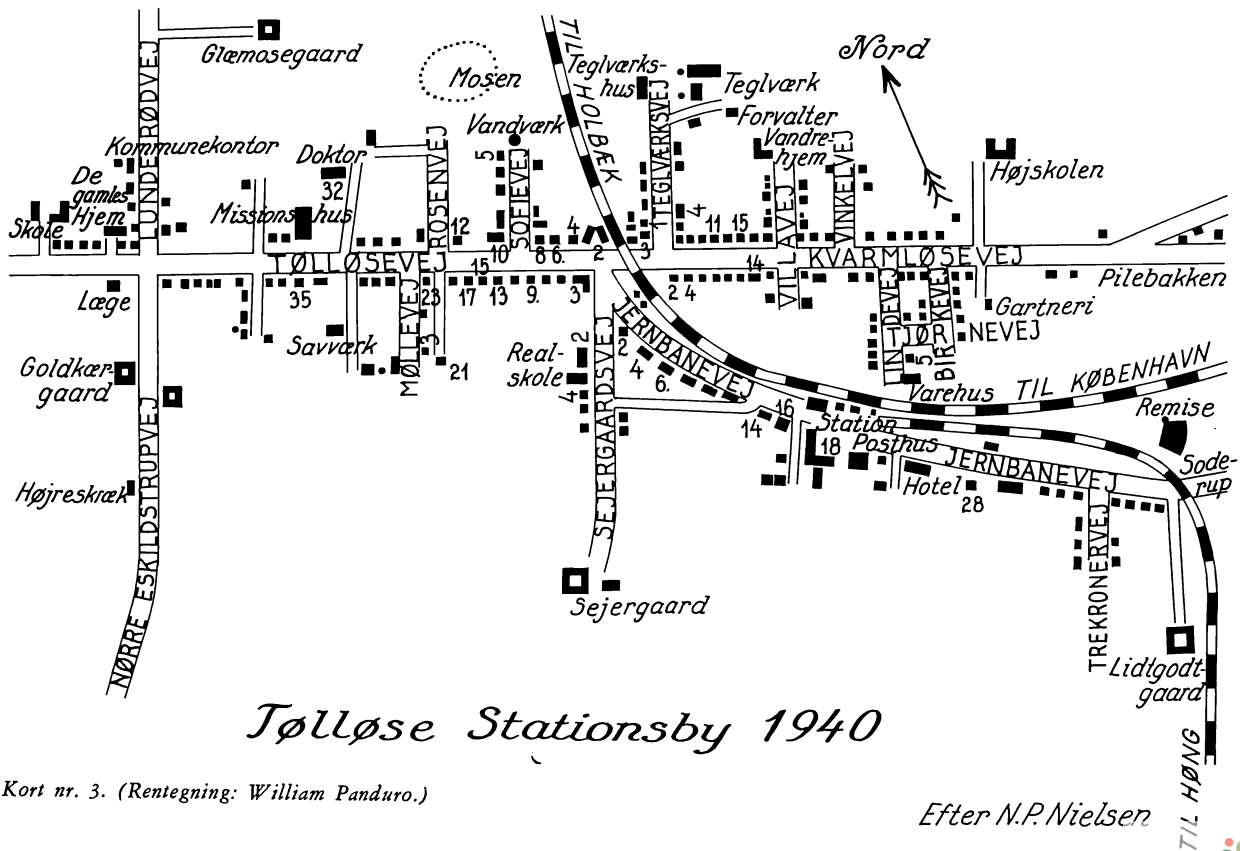 Glæmosegaard
LUNDERØDVEJ
Mosen
TIL HOLBÆK
Teglværks-
hus
Teglværk
Forvalter
Vandre-
hjem
Nord
Højskolen
Kommunekontor
Doktor
32
Vandværk
5
De
gamles
Hjem
Skole
Missionshus
ROSENVEJ
SOFIEVEJ
TEGLVÆRKSVEJ
VILLAVEJ
VINKELVEJ
12
10
8 6. 4 2
1 3
4 11 15
TØLLØSEVEJ
KVARMLØSEVEJ
14
Pilebakken
Læge
35
23
15
17 13 9. 3
2 4
Gartneri
MØLLEVEJ
3
21
Savværk
JERNBANEVEJ
2
4
6.
LINDEVEJ
TJØRNEVEJ
BIRKEVEJ
5
Goldkær-
gaard
Real-
skole
2
4
SEJERGAARDSVEJ
Varehus
TIL KØBENHAVN
Remise
14
16
Station
18
Posthus
Hotel
JERNBANEVEJ
28
Sode-
rup
Højreskræk
NØRRE ESKILDSTRUPVEJ
TREKRONERVEJ
Sejergaard
Lidtgodt-
gaard
TIL HØNG
Tølløse Stationsby 1940
Kort nr. 3. (Rentegning: William Panduro.)
Efter N.P. Nielsen